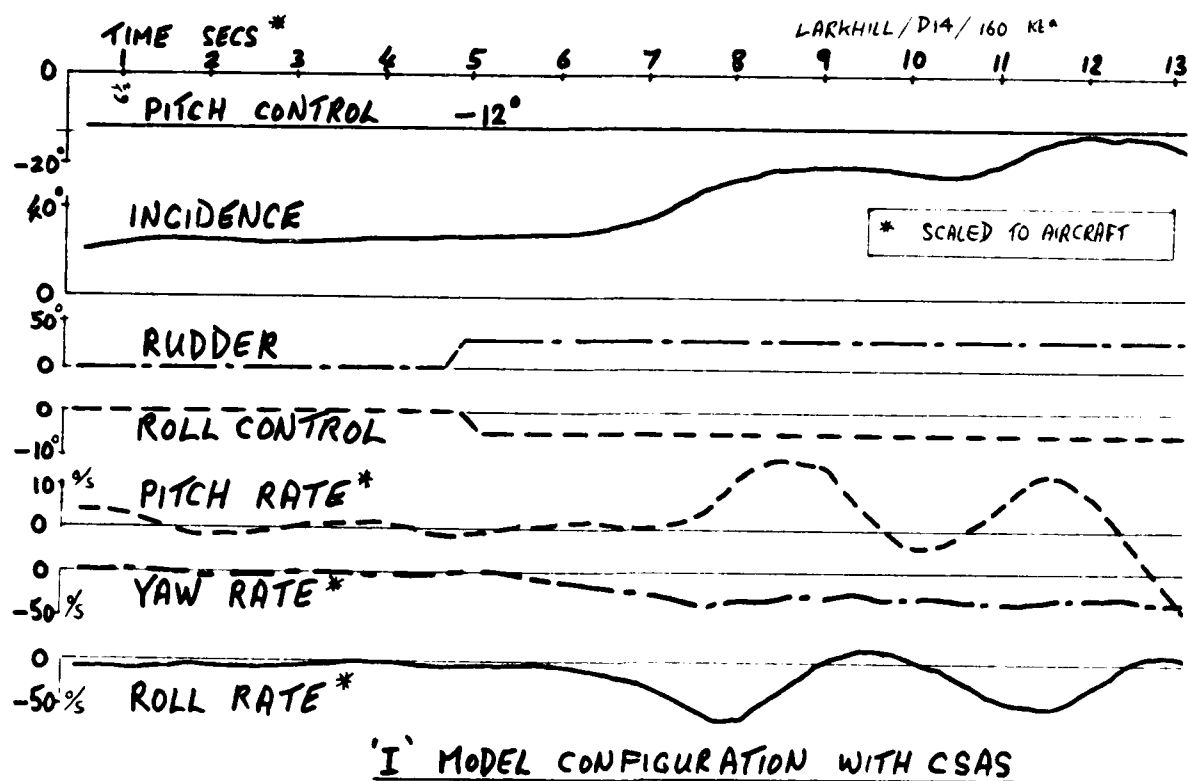 TIME SECS *
LARKHILL / D14 / 160 Kt
1 2 3 4 5 6 7 8 9 10 11 12 13
0
PITCH CONTROL -12°
-20°
40°
INCIDENCE
* SCALED TO AIRCRAFT
0
50°
RUDDER
0
0
ROLL CONTROL
-10°
10 °/s
PITCH RATE *
0
0
YAW RATE *
-50 °/s
0
ROLL RATE *
-50 °/s
'I' MODEL CONFIGURATION WITH CSAS